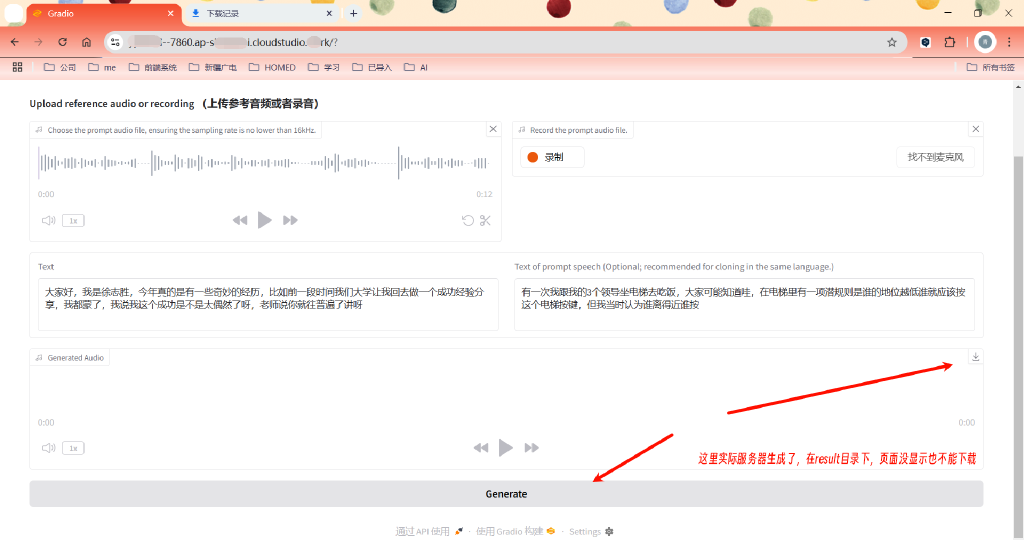 Gradio
下载记录
--7860.ap-s
i.cloudstudio.
rk/?
公司
me
前端系统
新疆广电
HOMED
学习
已导入
AI
所有书签
Upload reference audio or recording （上传参考音频或者录音）
Choose the prompt audio file, ensuring the sampling rate is no lower than 16kHz.
Record the prompt audio file.
录制
找不到麦克风
0:00
0:12
1x
Text
大家好，我是徐志胜，今年真的是有一些奇妙的经历，比如前一段时间我们大学让我回去做一个成功经验分
享，我都蒙了，我说我这个成功是不是太偶然了呀，老师说你就往普遍了讲呀
Text of prompt speech (Optional; recommended for cloning in the same language.)
有一次我跟我的3个领导坐电梯去吃饭，大家可能知道哇，在电梯里有一项潜规则是谁的地位越低谁就应该按
这个电梯按键，但我当时认为谁离得近谁按
Generated Audio
0:00
0:00
1x
这里实际服务器生成了，在result目录下，页面没显示也不能下载
Generate
通过 API 使用 · 使用 Gradio 构建 · Settings